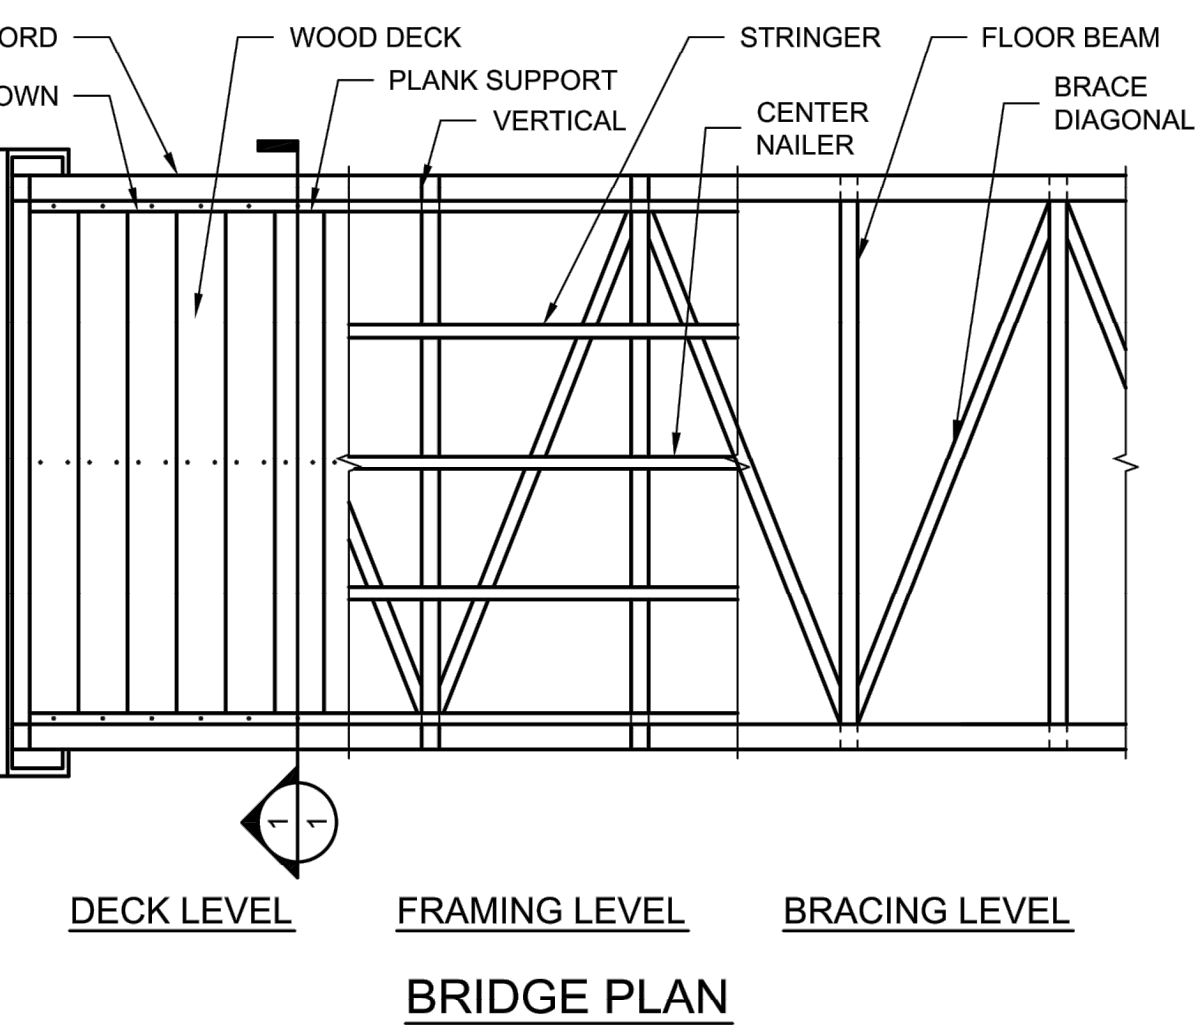 ORD
WOOD DECK
STRINGER
FLOOR BEAM
OWN
PLANK SUPPORT
BRACE
DIAGONAL
VERTICAL
CENTER
NAILER
1
1
DECK LEVEL
FRAMING LEVEL
BRACING LEVEL
BRIDGE PLAN